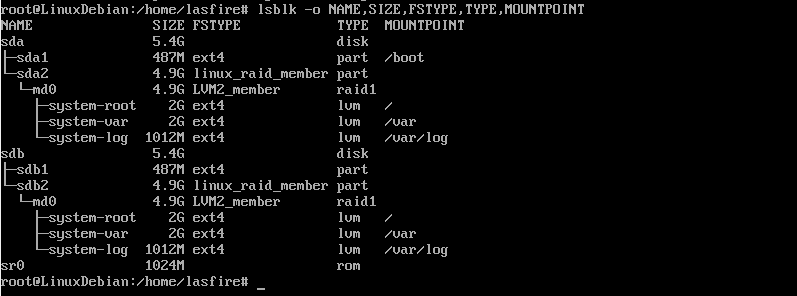 root@LinuxDebian:/home/lasfire# lsblk -o NAME,SIZE,FSTYPE,TYPE,MOUNTPOINT
NAME SIZE FSTYPE TYPE MOUNTPOINT
sda 5.4G disk
├─sda1 487M ext4 part /boot
└─sda2 4.9G linux_raid_member part
└─md0 4.9G LVM2_member raid1
├─system-root 2G ext4 lvm /
├─system-var 2G ext4 lvm /var
└─system-log 1012M ext4 lvm /var/log
sdb 5.4G disk
├─sdb1 487M ext4 part
└─sdb2 4.9G linux_raid_member part
└─md0 4.9G LVM2_member raid1
├─system-root 2G ext4 lvm /
├─system-var 2G ext4 lvm /var
└─system-log 1012M ext4 lvm /var/log
sr0 1024M rom
root@LinuxDebian:/home/lasfire# _